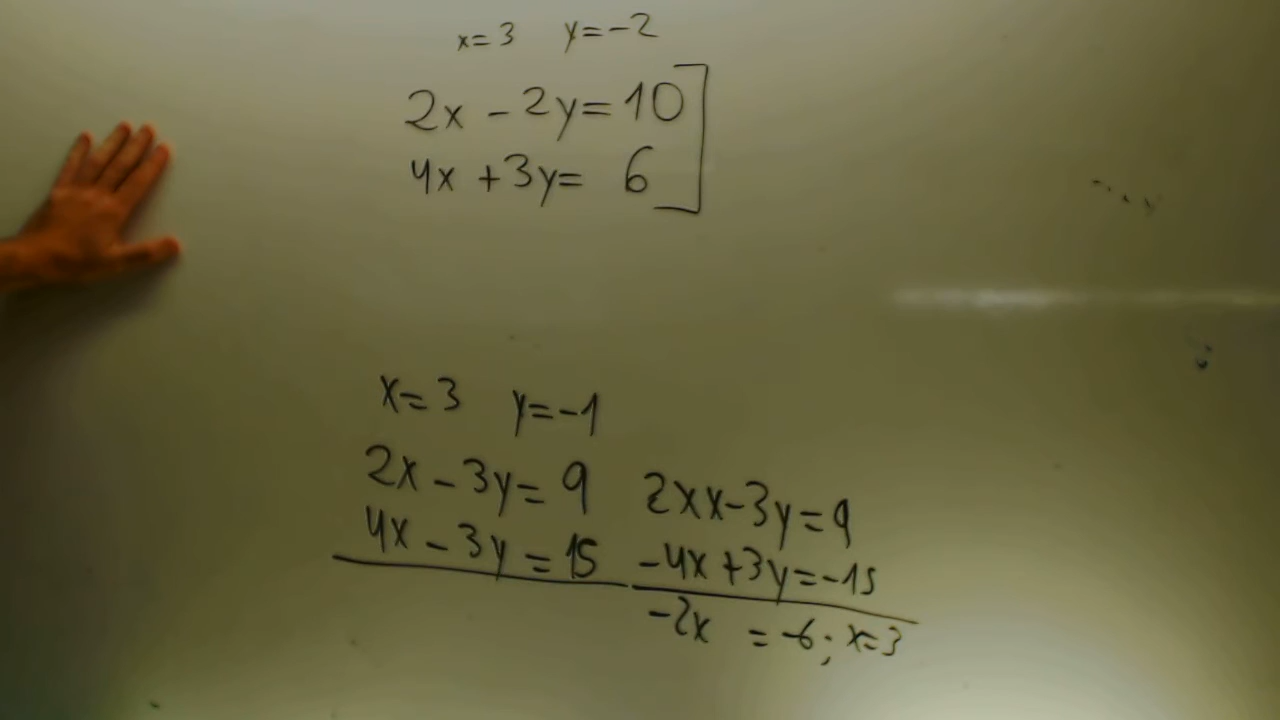 x=3 y=-2
2x - 2y= 10
4x +3y= 6
x=3 y=-1
2x - 3y= 9
4x - 3y = 15
2xx-3y=9
-4x+3y=-15
-2x = -6; x=3